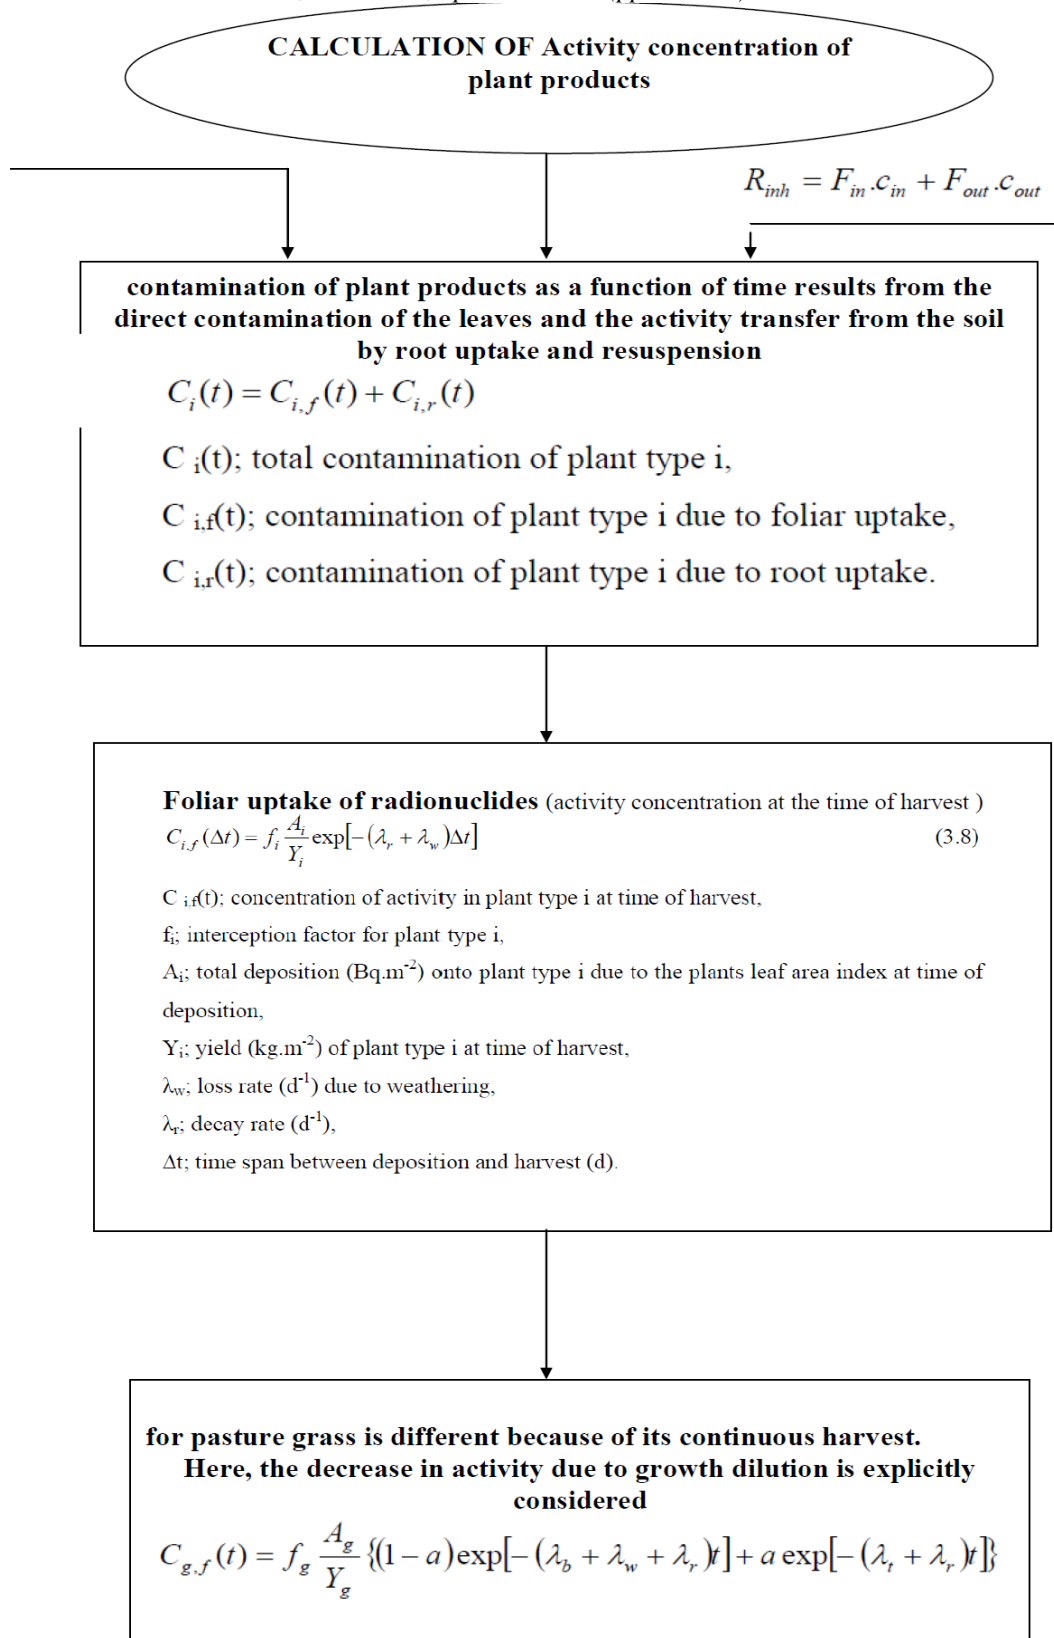 CALCULATION OF Activity concentration of
plant products
R_inh = F_in.c_in + F_out.c_out
contamination of plant products as a function of time results from the
direct contamination of the leaves and the activity transfer from the soil
by root uptake and resuspension
C_i(t) = C_i,f(t) + C_i,r(t)
C i(t); total contamination of plant type i,
C i,f(t); contamination of plant type i due to foliar uptake,
C i,r(t); contamination of plant type i due to root uptake.
Foliar uptake of radionuclides (activity concentration at the time of harvest )
C_i,f(Δt) = f_i A_i/Y_i exp[−(λ_r + λ_w)Δt] (3.8)
C i,f(t); concentration of activity in plant type i at time of harvest,
fi; interception factor for plant type i,
Ai; total deposition (Bq.m⁻²) onto plant type i due to the plants leaf area index at time of
deposition,
Yi; yield (kg.m⁻²) of plant type i at time of harvest,
λw; loss rate (d⁻¹) due to weathering,
λr; decay rate (d⁻¹),
Δt; time span between deposition and harvest (d).
for pasture grass is different because of its continuous harvest.
Here, the decrease in activity due to growth dilution is explicitly
considered
C_g,f(t) = f_g A_g/Y_g {(1−a)exp[−(λ_b + λ_w + λ_r)t] + a exp[−(λ_t + λ_r)t]}